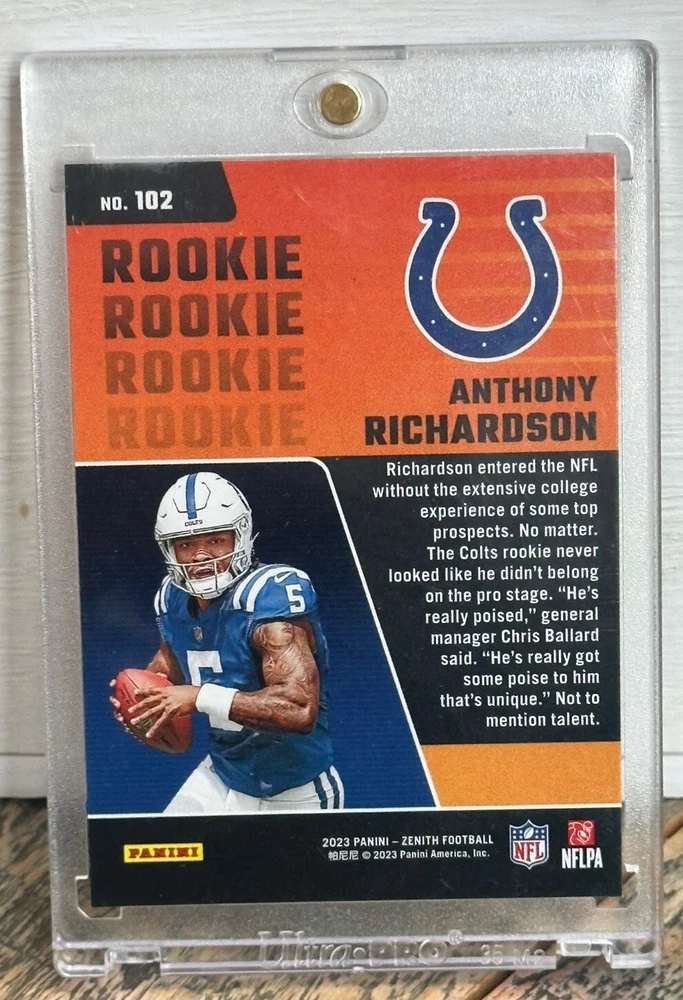 NO. 102
ROOKIE
ROOKIE
ROOKIE
ROOKIE
ANTHONY
RICHARDSON
Richardson entered the NFL
without the extensive college
experience of some top
prospects. No matter.
The Colts rookie never
looked like he didn't belong
on the pro stage. “He's
really poised,” general
manager Chris Ballard
said. “He's really got
some poise to him
that's unique.” Not to
mention talent.
COLTS
5
5
PANINI
2023 PANINI – ZENITH FOOTBALL
帕尼尼 © 2023 Panini America, Inc.
NFL
NFLPA
Ultra·PRO®